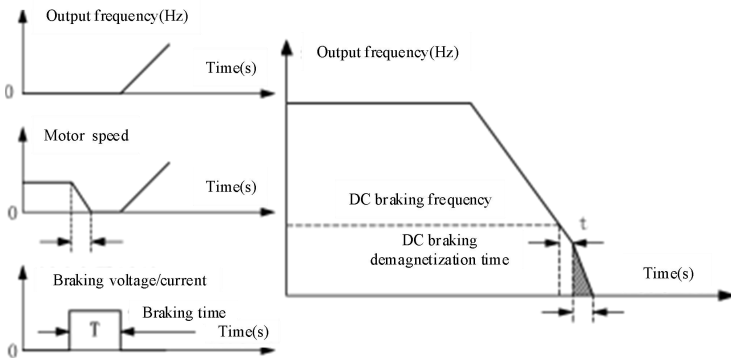 Output frequency(Hz)
Time(s)
0
Motor speed
Time(s)
0
Braking voltage/current
Braking time
T
Time(s)
0
Output frequency(Hz)
DC braking frequency
t
DC braking
demagnetization time
Time(s)